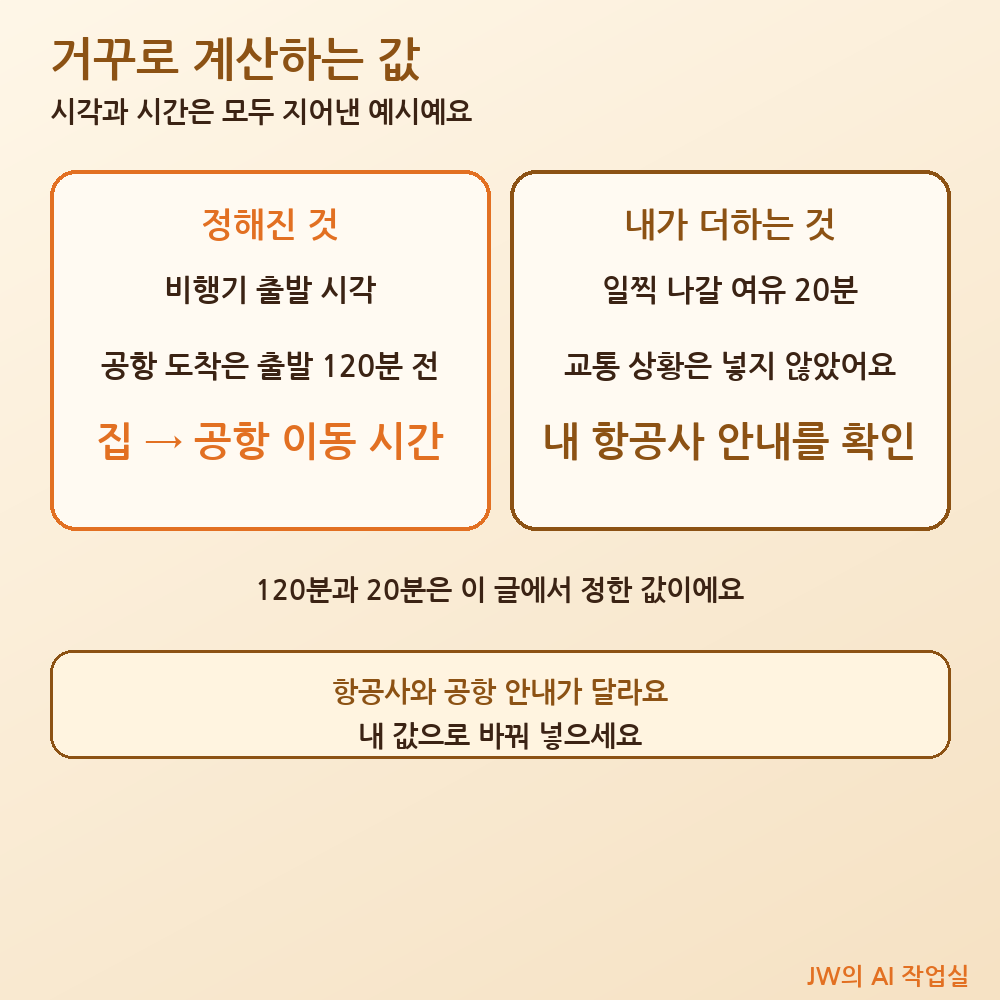 거꾸로 계산하는 값
시각과 시간은 모두 지어낸 예시예요
정해진 것
비행기 출발 시각
공항 도착은 출발 120분 전
집 → 공항 이동 시간
내가 더하는 것
일찍 나갈 여유 20분
교통 상황은 넣지 않았어요
내 항공사 안내를 확인
120분과 20분은 이 글에서 정한 값이에요
항공사와 공항 안내가 달라요
내 값으로 바꿔 넣으세요
JW의 AI 작업실